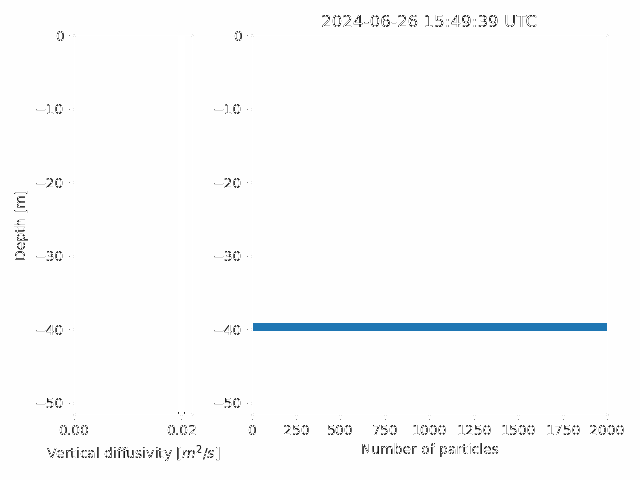 2024-06-26 15:49:39 UTC
0
−10
−20
−30
−40
−50
Depth [m]
0.00 0.02
Vertical diffusivity [m²/s]
0
−10
−20
−30
−40
−50
0 250 500 750 1000 1250 1500 1750 2000
Number of particles